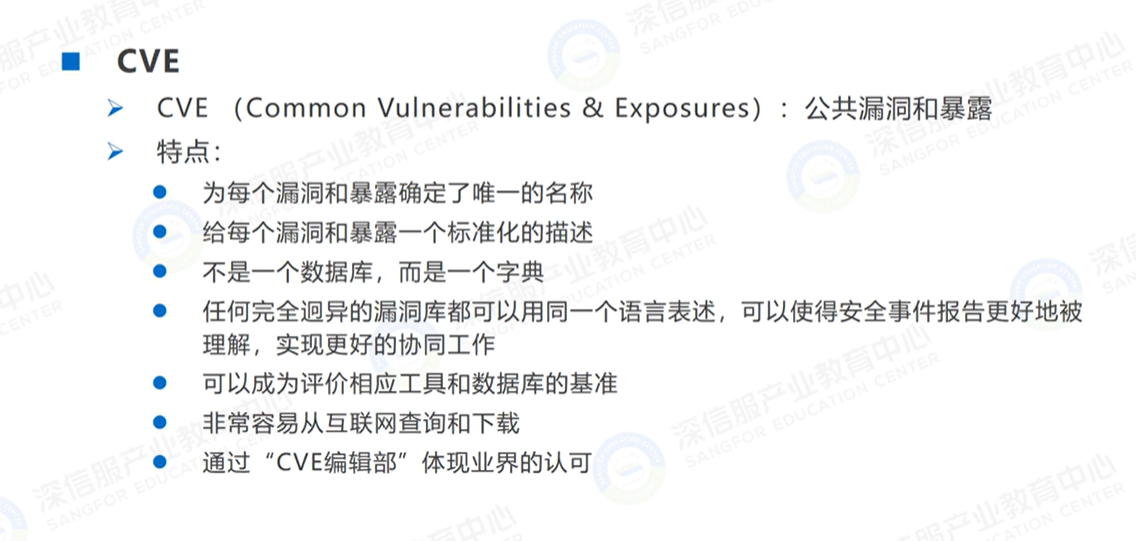 CVE
CVE （Common Vulnerabilities & Exposures）：公共漏洞和暴露
特点：
为每个漏洞和暴露确定了唯一的名称
给每个漏洞和暴露一个标准化的描述
不是一个数据库，而是一个字典
任何完全迥异的漏洞库都可以用同一个语言表述，可以使得安全事件报告更好地被
理解，实现更好的协同工作
可以成为评价相应工具和数据库的基准
非常容易从互联网查询和下载
通过“CVE编辑部”体现业界的认可
深信服产业教育中心
SANGFOR EDUCATION CENTER